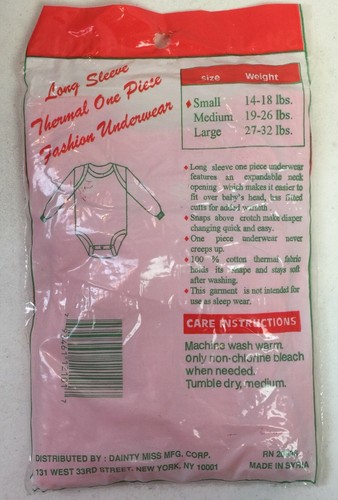 Long Sleeve
Thermal One Piece
Fashion Underwear
size Weight
♦ Small 14-18 lbs.
Medium 19-26 lbs.
Large 27-32 lbs.
♦ Long sleeve one piece underwear
features an expandable neck
opening which makes it easier to
fit over baby's head, has fitted
cuffs for added warmth
♦ Snaps above crotch make diaper
changing quick and easy.
♦ One piece underwear never
creeps up.
♦ 100 % cotton thermal fabric
holds its shape and stays soft
after washing.
♦ This garment is not intended for
use as sleep wear.
CARE INSTRUCTIONS
Machine wash warm.
Only non-chlorine bleach
when needed.
Tumble dry, medium.
DISTRIBUTED BY : DAINTY MISS MFG. CORP.
131 WEST 33RD STREET, NEW YORK, NY 10001
RN
MADE IN SYRIA